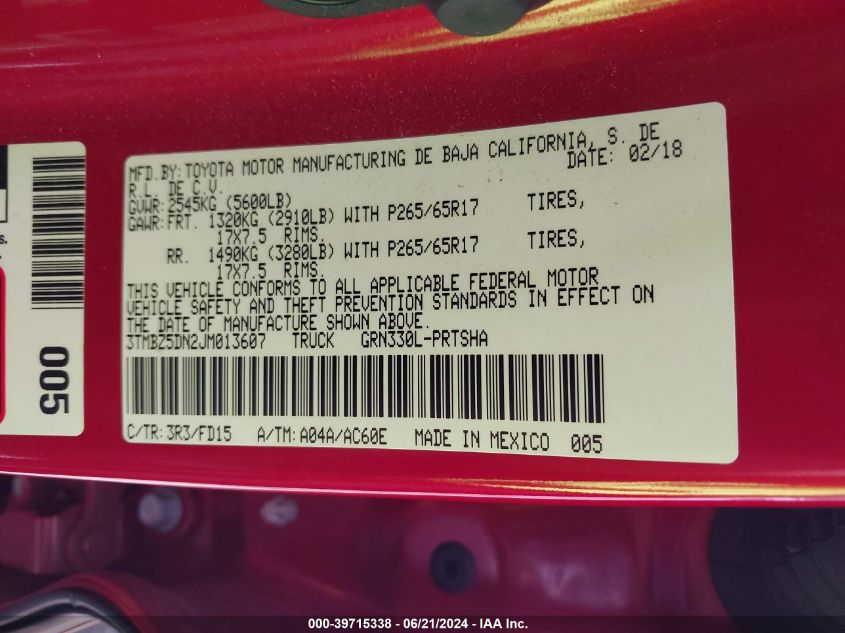 MFD.BY:TOYOTA MOTOR MANUFACTURING DE BAJA CALIFORNIA, S. DE
R.L. DE C.V. DATE: 02/18
GVWR:2545KG (5600LB)
GAWR:FRT. 1320KG (2910LB) WITH P265/65R17 TIRES,
17X7.5 RIMS.
RR. 1490KG (3280LB) WITH P265/65R17 TIRES,
17X7.5 RIMS.
THIS VEHICLE CONFORMS TO ALL APPLICABLE FEDERAL MOTOR
VEHICLE SAFETY AND THEFT PREVENTION STANDARDS IN EFFECT ON
THE DATE OF MANUFACTURE SHOWN ABOVE.
3TMBZ5DN2JM013607 TRUCK GRN330L-PRTSHA
C/TR:3R3/FD15 A/TM:A04A/AC60E MADE IN MEXICO 005
005
000-39715338 - 06/21/2024 - IAA Inc.